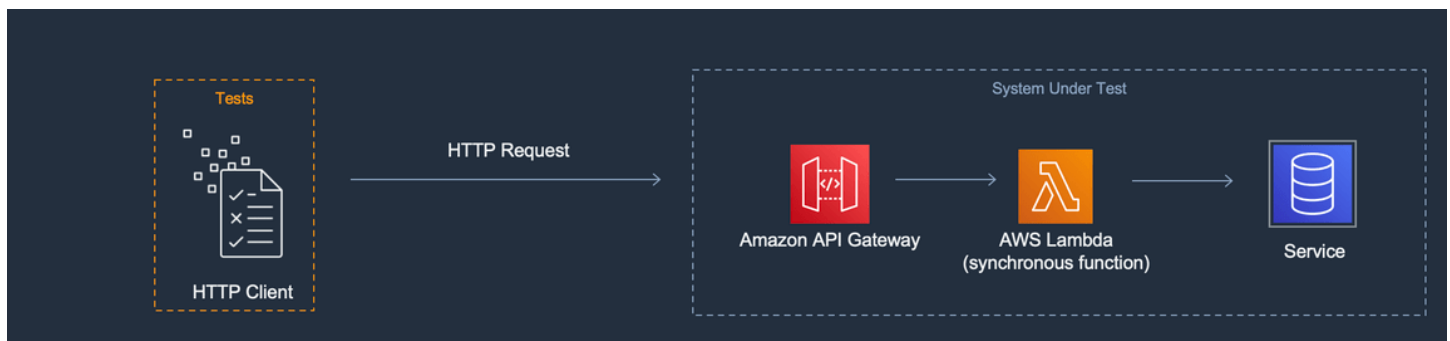 Tests
HTTP Client
HTTP Request
System Under Test
</>
Amazon API Gateway
AWS Lambda
(synchronous function)
Service